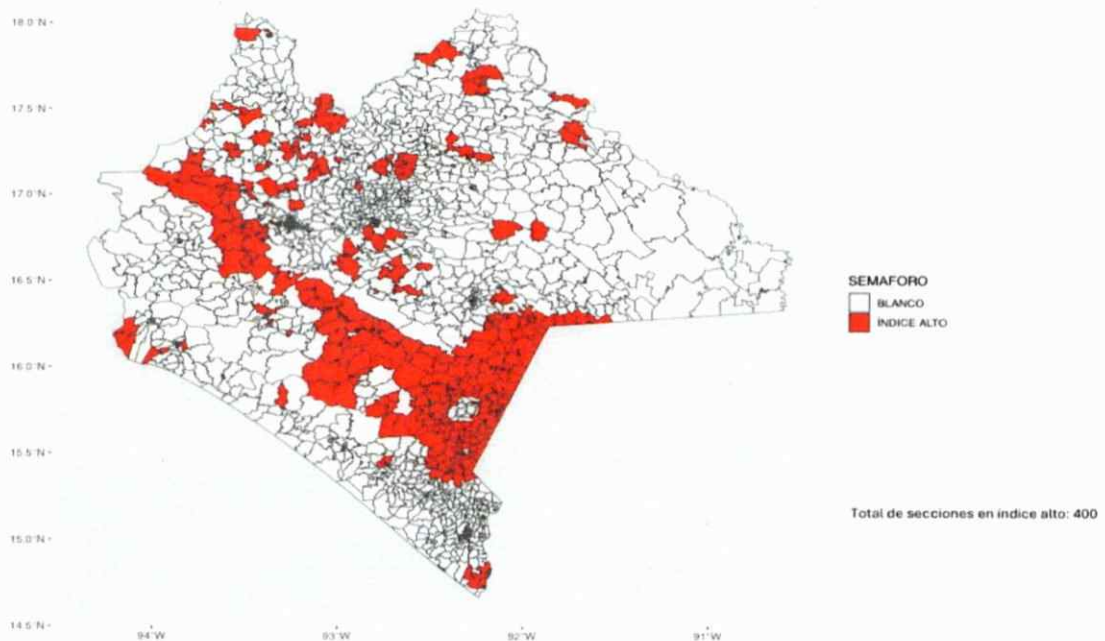 18.0°N
17.5°N
17.0°N
16.5°N
16.0°N
15.5°N
15.0°N
14.5°N
94°W
93°W
92°W
91°W
SEMAFORO
BLANCO
ÍNDICE ALTO
Total de secciones en índice alto: 400